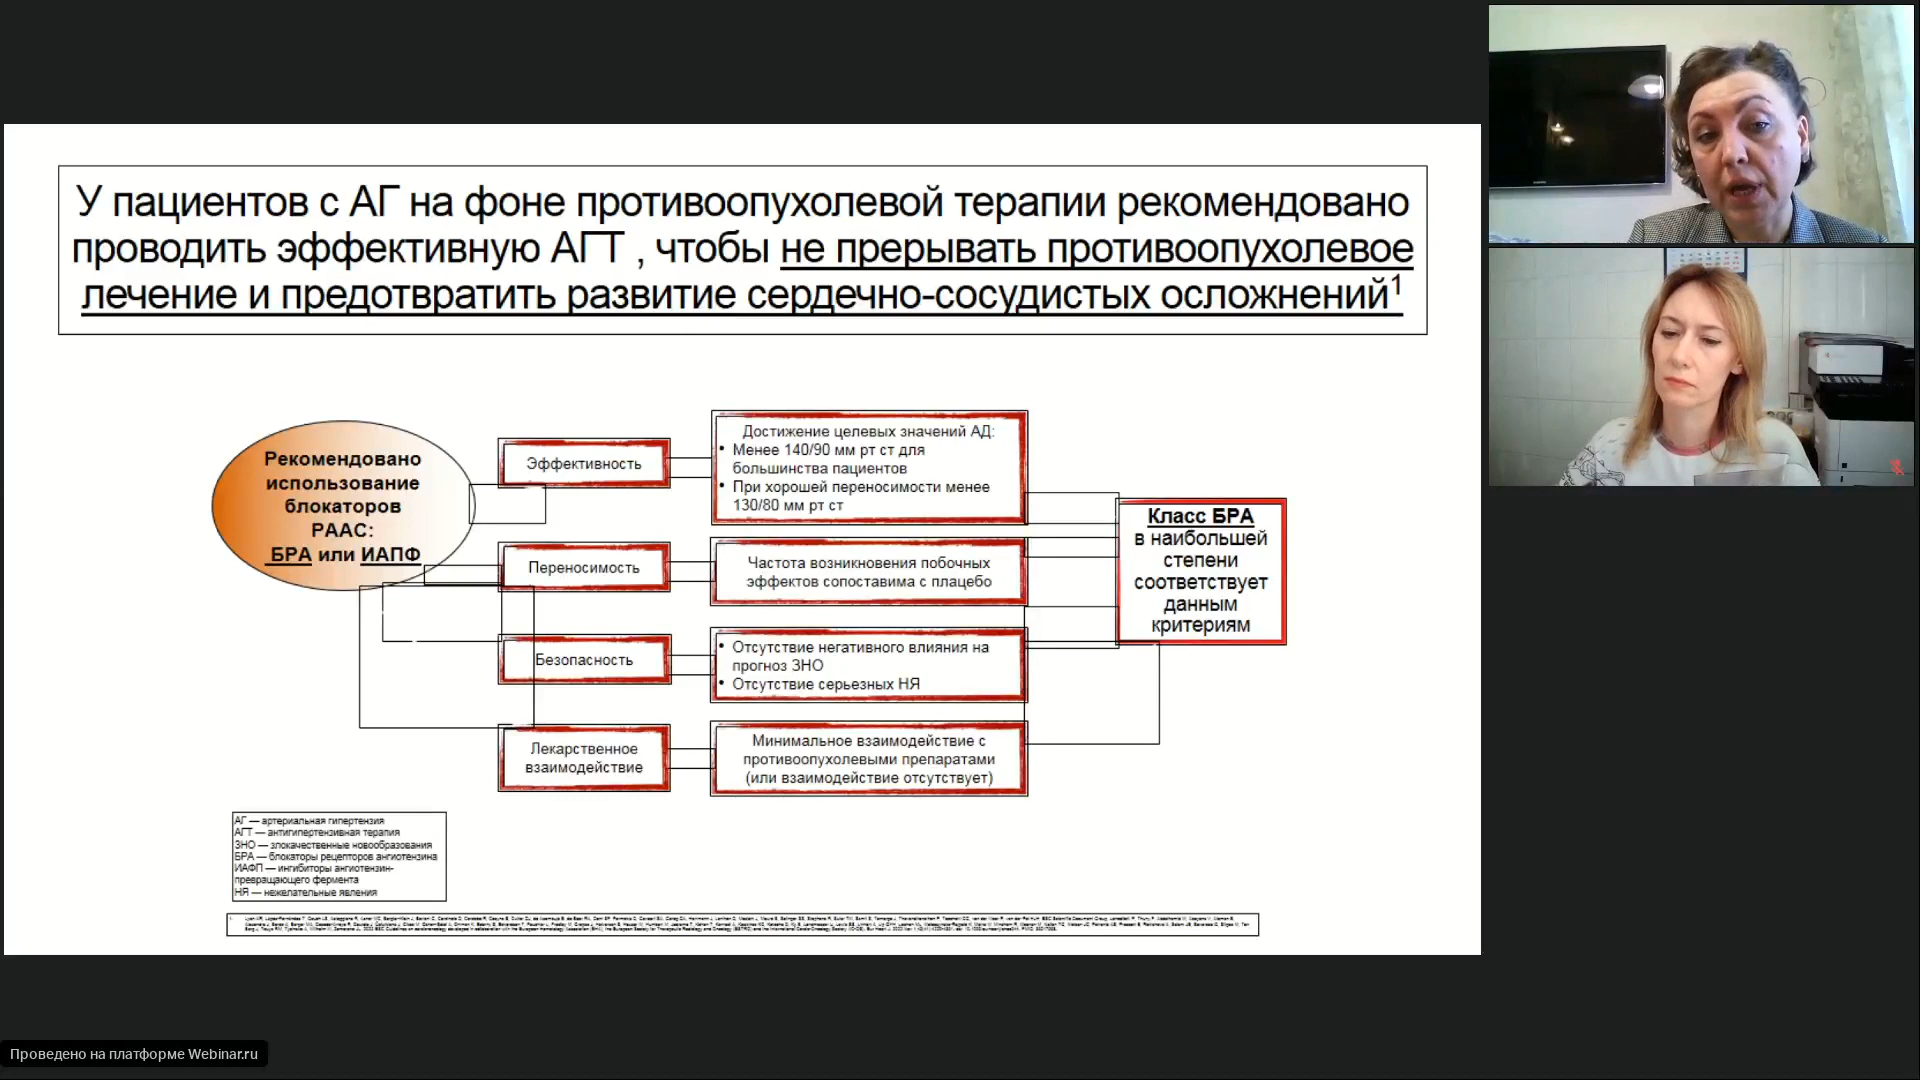 У пациентов с АГ на фоне противоопухолевой терапии рекомендовано
проводить эффективную АГТ , чтобы не прерывать противоопухолевое
лечение и предотвратить развитие сердечно-сосудистых осложнений1
Рекомендовано
использование
блокаторов
РААС:
БРА или ИАПФ
Эффективность
Достижение целевых значений АД:
• Менее 140/90 мм рт ст для
большинства пациентов
• При хорошей переносимости менее
130/80 мм рт ст
Переносимость
Частота возникновения побочных
эффектов сопоставима с плацебо
Безопасность
• Отсутствие негативного влияния на
прогноз ЗНО
• Отсутствие серьезных НЯ
Лекарственное
взаимодействие
Минимальное взаимодействие с
противоопухолевыми препаратами
(или взаимодействие отсутствует)
Класс БРА
в наибольшей
степени
соответствует
данным
критериям
АГ — артериальная гипертензия
АГТ — антигипертензивная терапия
ЗНО — злокачественные новообразования
БРА — блокаторы рецепторов ангиотензина
ИАФП — ингибиторы ангиотензин-
превращающего фермента
НЯ — нежелательные явления
Проведено на платформе Webinar.ru